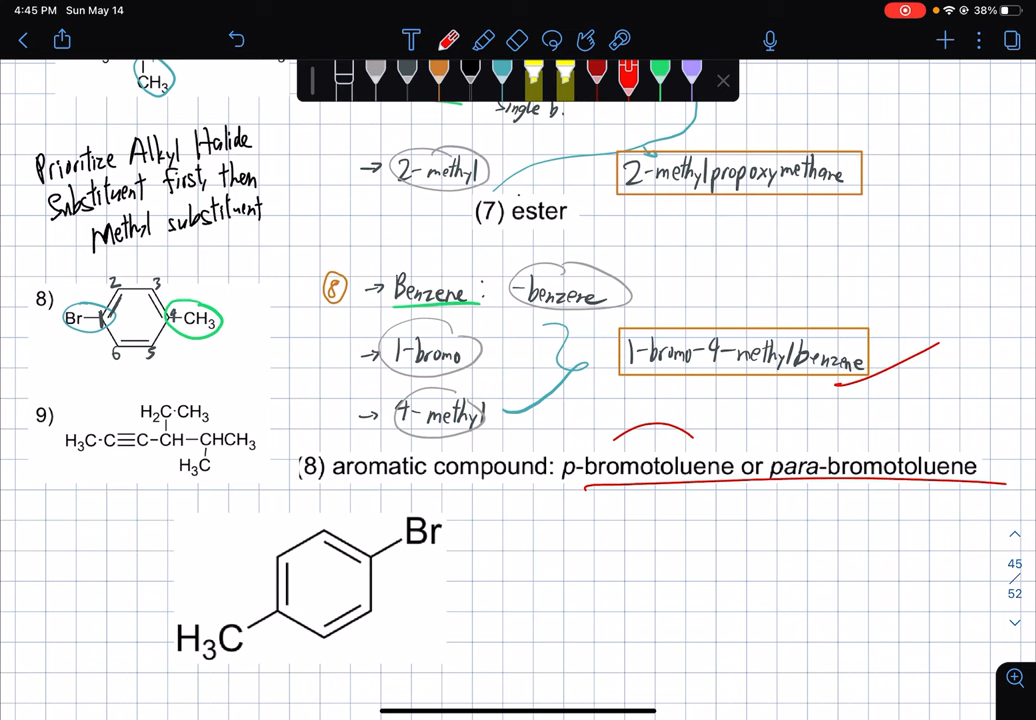 4:45 PM Sun May 14
38%
CH3
single b.
Prioritize Alkyl Halide
Substituent first, then
Methyl substituent
→ 2-methyl
2-methylpropoxymethane
(7) ester
8)
Br
1
2
3
4
5
6
CH3
8 → Benzene: -benzene
→ 1-bromo
1-bromo-4-methylbenzene
→ 4-methyl
9)
H2C·CH3
H3C·C≡C-CH-CHCH3
H3C
(8) aromatic compound: p-bromotoluene or para-bromotoluene
Br
H3C
45
/
52